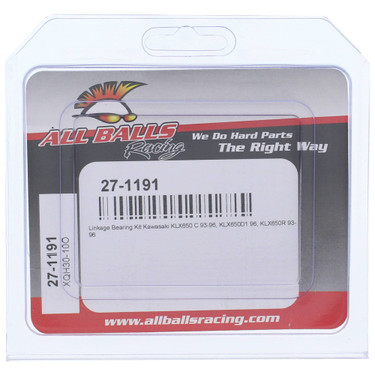 ALL BALLS
Racing
We Do Hard Parts
The Right Way
27-1191
Linkage Bearing Kit Kawasaki KLX650 C 93-96, KLX650D1 96, KLX650R 93-
96
27-1191
XQH30-10O
www.allballsracing.com